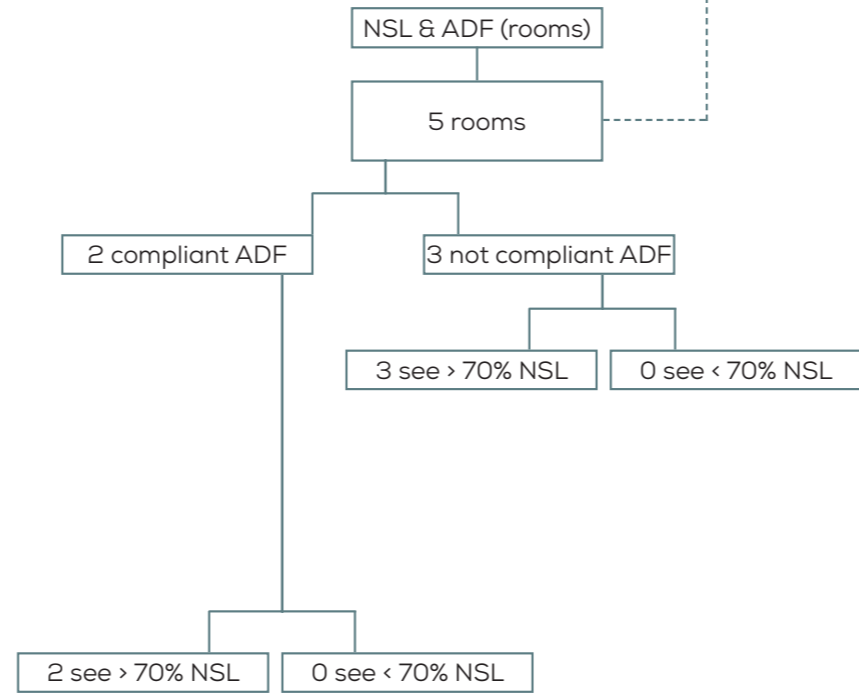 NSL & ADF (rooms)
5 rooms
2 compliant ADF
3 not compliant ADF
3 see > 70% NSL
0 see < 70% NSL
2 see > 70% NSL
0 see < 70% NSL